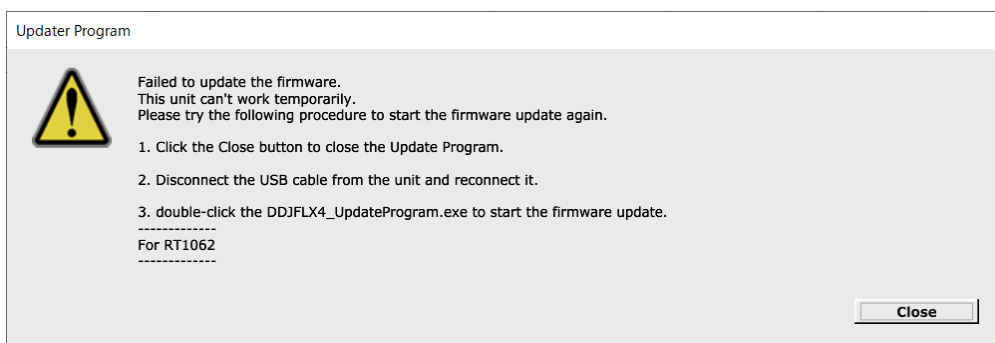 Updater Program
Failed to update the firmware.
This unit can't work temporarily.
Please try the following procedure to start the firmware update again.
1. Click the Close button to close the Update Program.
2. Disconnect the USB cable from the unit and reconnect it.
3. double-click the DDJFLX4_UpdateProgram.exe to start the firmware update.
-------------
For RT1062
-------------
Close